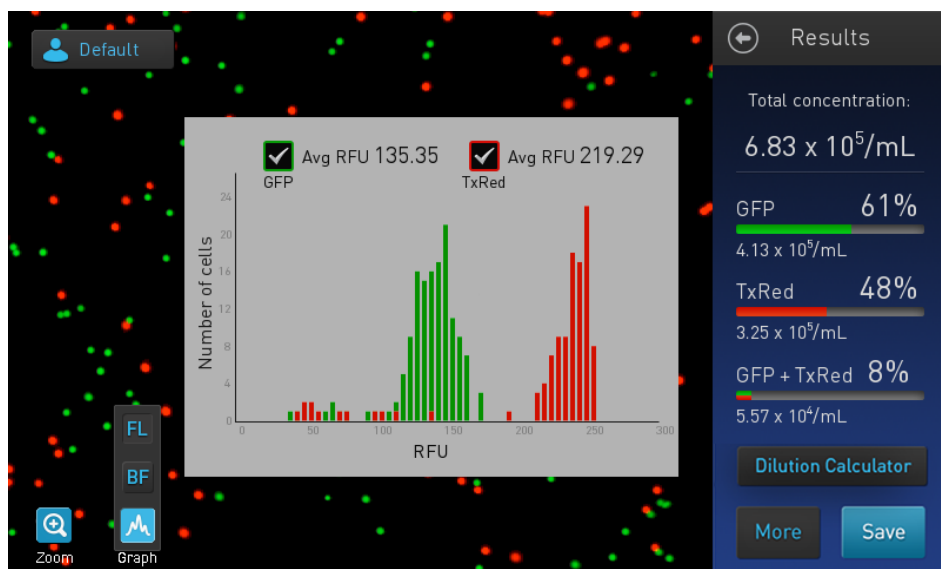 Default
Results
Total concentration:
6.83 x 10⁵/mL
GFP 61%
4.13 x 10⁵/mL
TxRed 48%
3.25 x 10⁵/mL
GFP + TxRed 8%
5.57 x 10⁴/mL
Dilution Calculator
More
Save
Avg RFU 135.35
GFP
Avg RFU 219.29
TxRed
Number of cells
24
20
16
12
8
4
0
0 50 100 150 200 250 300
RFU
FL
BF
Zoom
Graph